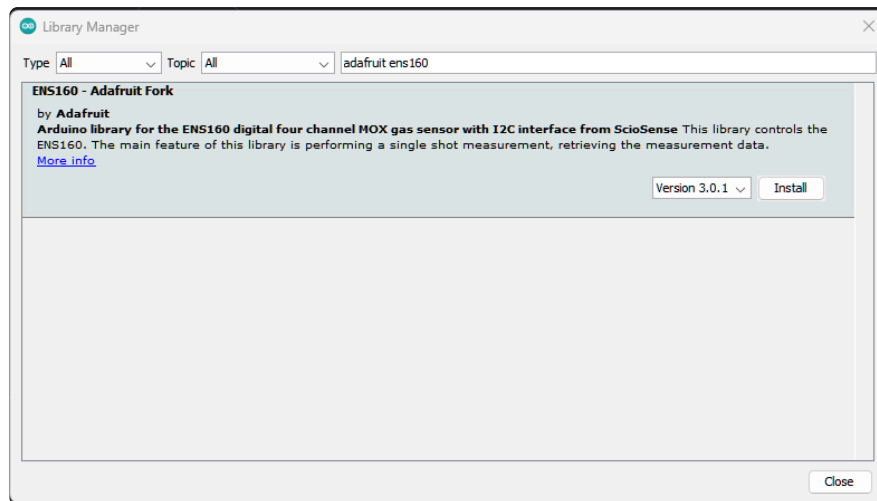 Library Manager
Type All Topic All adafruit ens160
ENS160 - Adafruit Fork
by Adafruit
Arduino library for the ENS160 digital four channel MOX gas sensor with I2C interface from ScioSense This library controls the
ENS160. The main feature of this library is performing a single shot measurement, retrieving the measurement data.
More info
Version 3.0.1 Install
Close